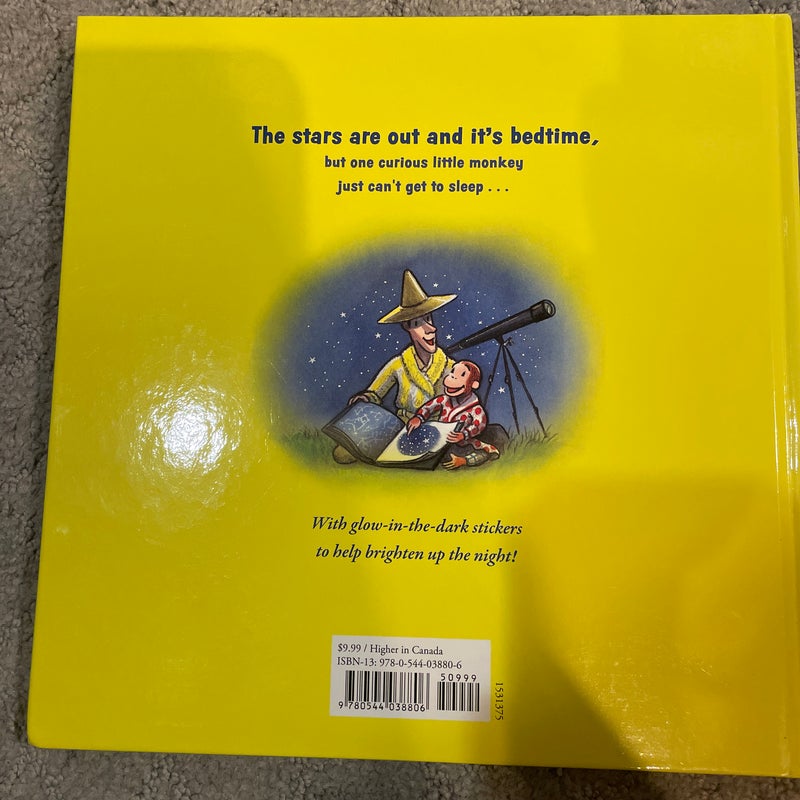 The stars are out and it's bedtime,
but one curious little monkey
just can't get to sleep . . .
With glow-in-the-dark stickers
to help brighten up the night!
$9.99 / Higher in Canada
ISBN-13: 978-0-544-03880-6
50999
9 780544 038806
1531375